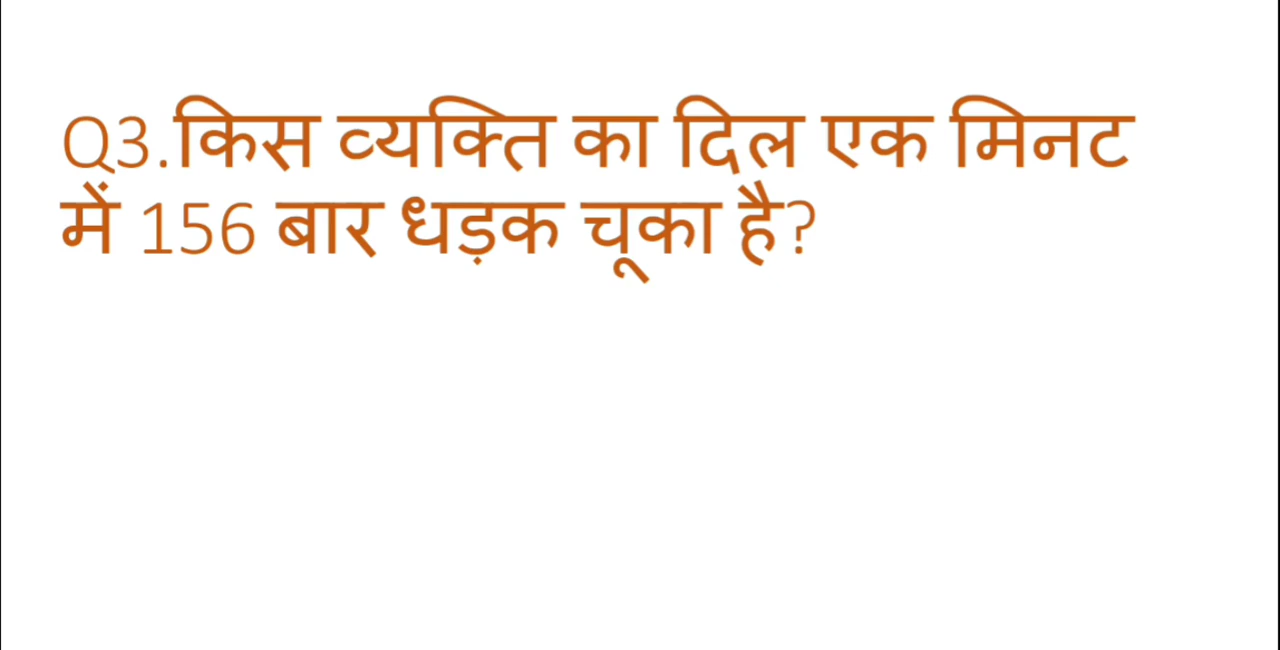 Q3.किस व्यक्ति का दिल एक मिनट
में 156 बार धड़क चूका है?